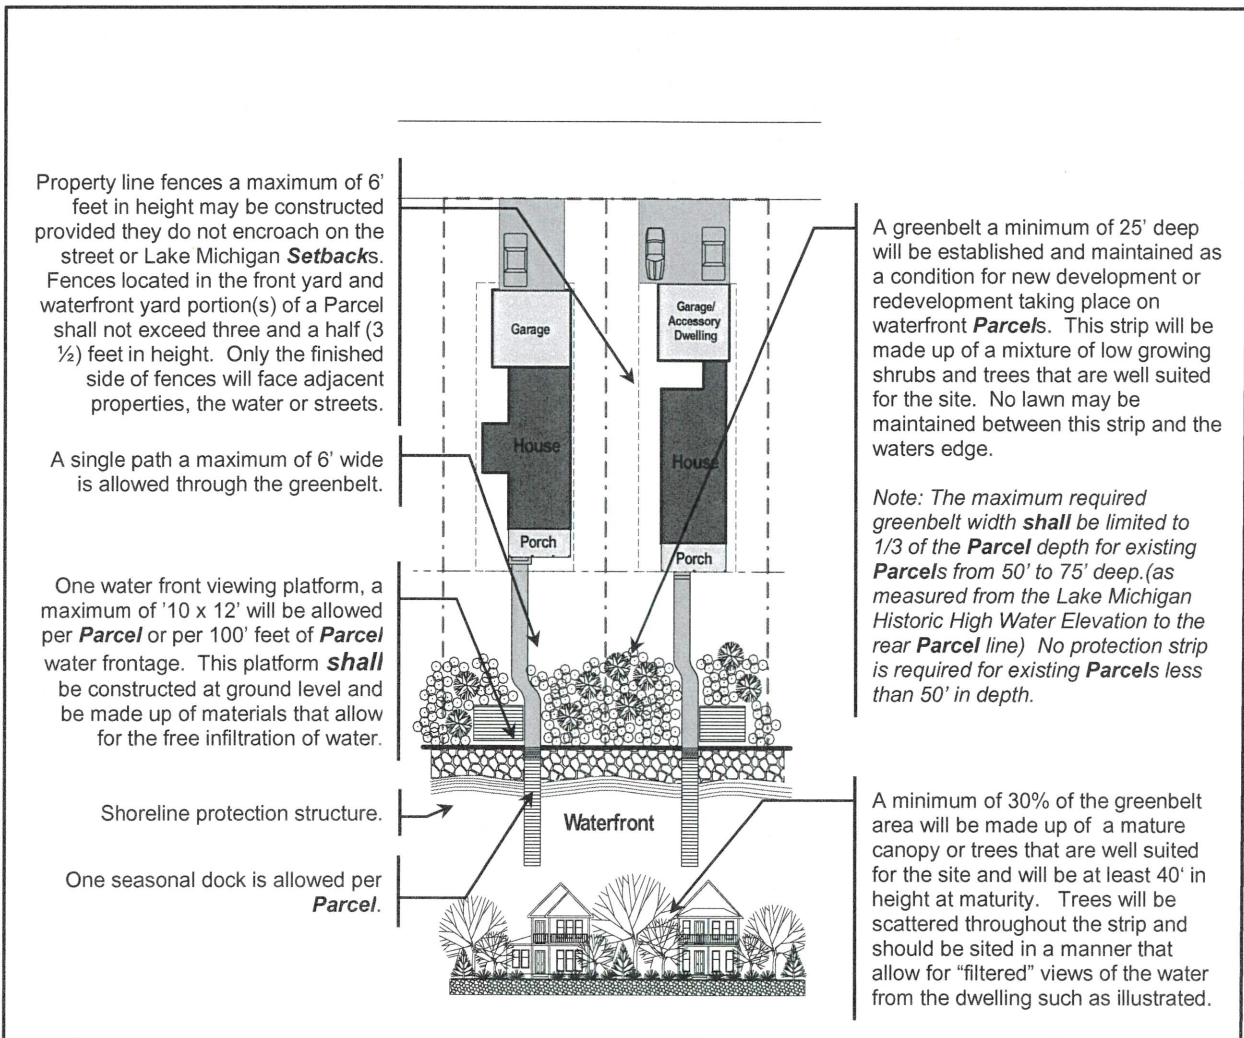 Property line fences a maximum of 6'
feet in height may be constructed
provided they do not encroach on the
street or Lake Michigan Setbacks.
Fences located in the front yard and
waterfront yard portion(s) of a Parcel
shall not exceed three and a half (3
½) feet in height. Only the finished
side of fences will face adjacent
properties, the water or streets.
A single path a maximum of 6' wide
is allowed through the greenbelt.
One water front viewing platform, a
maximum of '10 x 12' will be allowed
per Parcel or per 100' feet of Parcel
water frontage. This platform shall
be constructed at ground level and
be made up of materials that allow
for the free infiltration of water.
Shoreline protection structure.
One seasonal dock is allowed per
Parcel.
Garage
House
Porch
Garage/
Accessory
Dwelling
House
Porch
Waterfront
A greenbelt a minimum of 25' deep
will be established and maintained as
a condition for new development or
redevelopment taking place on
waterfront Parcels. This strip will be
made up of a mixture of low growing
shrubs and trees that are well suited
for the site. No lawn may be
maintained between this strip and the
waters edge.
Note: The maximum required
greenbelt width shall be limited to
1/3 of the Parcel depth for existing
Parcels from 50' to 75' deep.(as
measured from the Lake Michigan
Historic High Water Elevation to the
rear Parcel line) No protection strip
is required for existing Parcels less
than 50' in depth.
A minimum of 30% of the greenbelt
area will be made up of a mature
canopy or trees that are well suited
for the site and will be at least 40' in
height at maturity. Trees will be
scattered throughout the strip and
should be sited in a manner that
allow for "filtered" views of the water
from the dwelling such as illustrated.